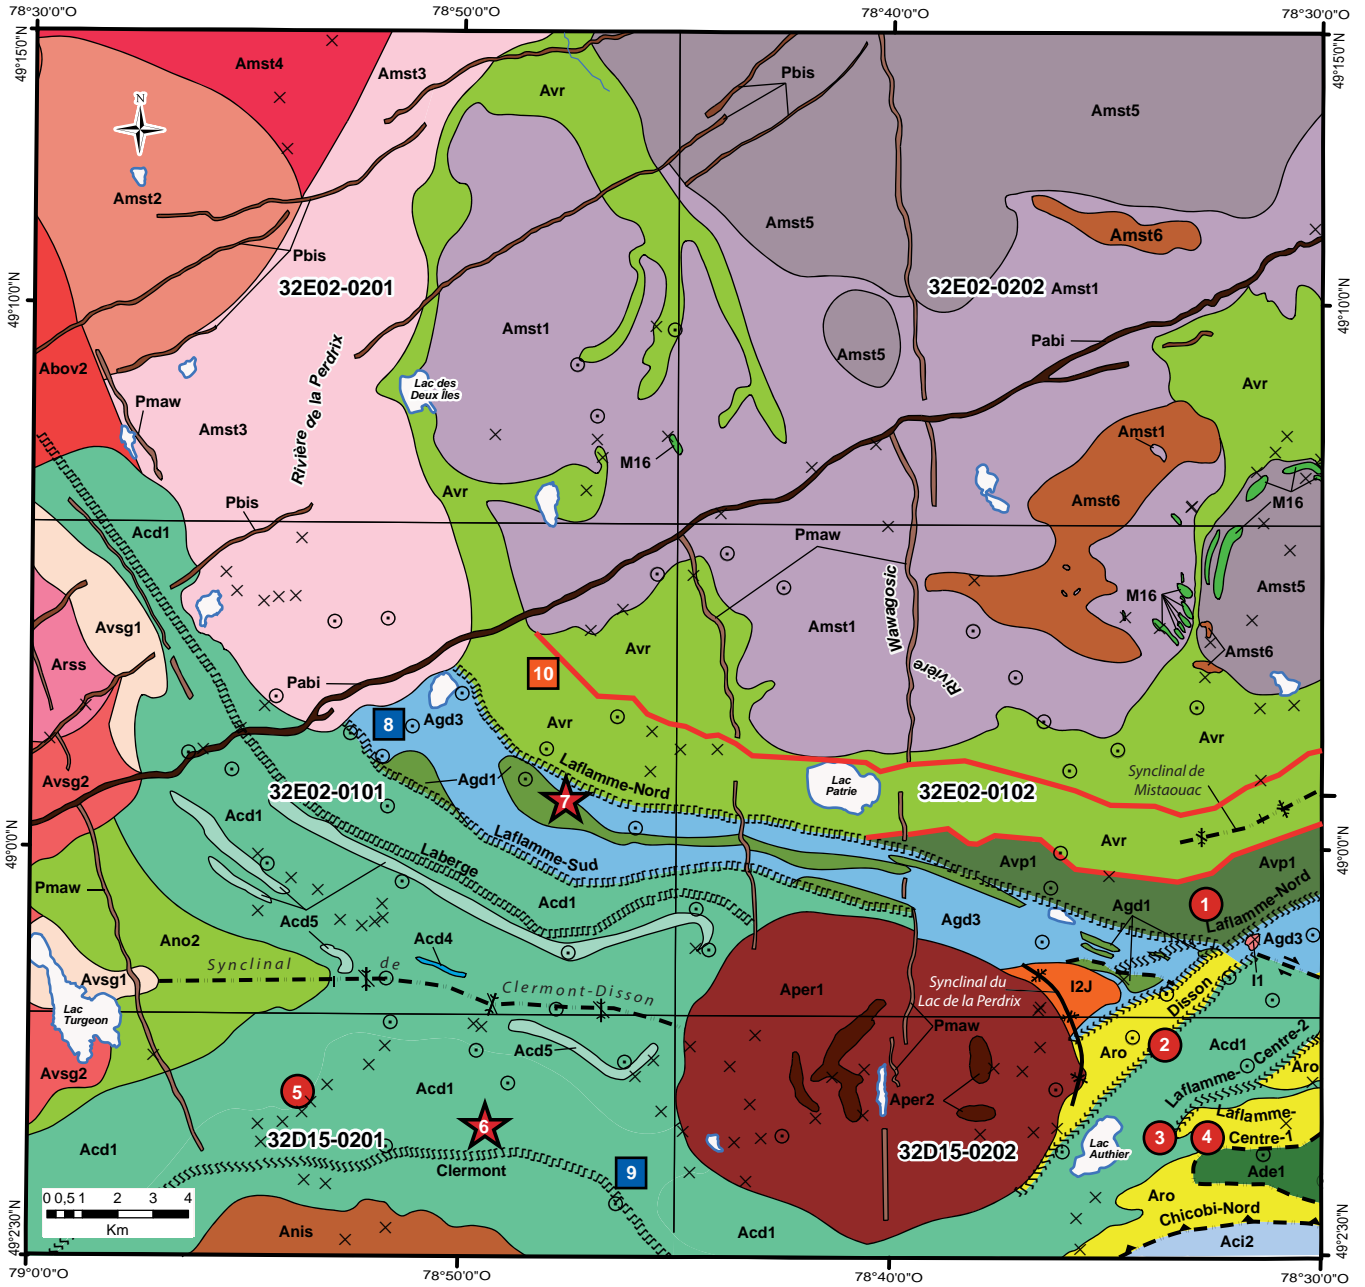 78°30'0"O
78°50'0"O
78°40'0"O
78°30'0"O
49°15'0"N
49°15'0"N
Amst4
Amst3
Pbis
Avr
N
Amst5
Amst2
Amst5
Amst6
Pbis
32E02-0201
32E02-0202
Amst1
49°10'0"N
49°10'0"N
Amst1
Pabi
Amst5
Abov2
Rivière de la Perdrix
Lac des
Deux Îles
Avr
Pmaw
Amst3
Amst1
M16
Avr
Pbis
Amst6
M16
Acd1
Pmaw
Amst5
M16
Avsg1
Amst1
Wawagosic
Rivière
Avr
Amst6
Arss
10
Pabi
8
Agd3
Avr
Avr
Avsg2
Agd1
Laflamme-Nord
Synclinal de
Mistaouac
Lac
Patrie
32E02-0101
7
32E02-0102
Acd1
Laflamme-Sud
Avr
49°0'0"N
49°0'0"N
Laberge
Avp1
Avp1
Pmaw
Acd1
1
Laflamme-Nord
Acd5
Agd3
Agd1
Ano2
Acd4
Agd3
Synclinal de Clermont-Disson
Avsg1
Synclinal du
Lac de la Perdrix
I2J
I1
Aper1
Disson
Lac
Turgeon
Pmaw
Acd5
Aro
2
Acd1
Laflamme-Centre-2
Avsg2
Aro
5
Acd1
Aper2
6
Laflamme-
Centre-1
3
4
32D15-0201
32D15-0202
Lac
Authier
Acd1
Clermont
9
Ade1
0 0,5 1 2 3 4
Km
Aro
Chicobi-Nord
Anis
Acd1
Aci2
49°2'30"N
49°2'30"N
79°0'0"O
78°50'0"O
78°40'0"O
78°30'0"O